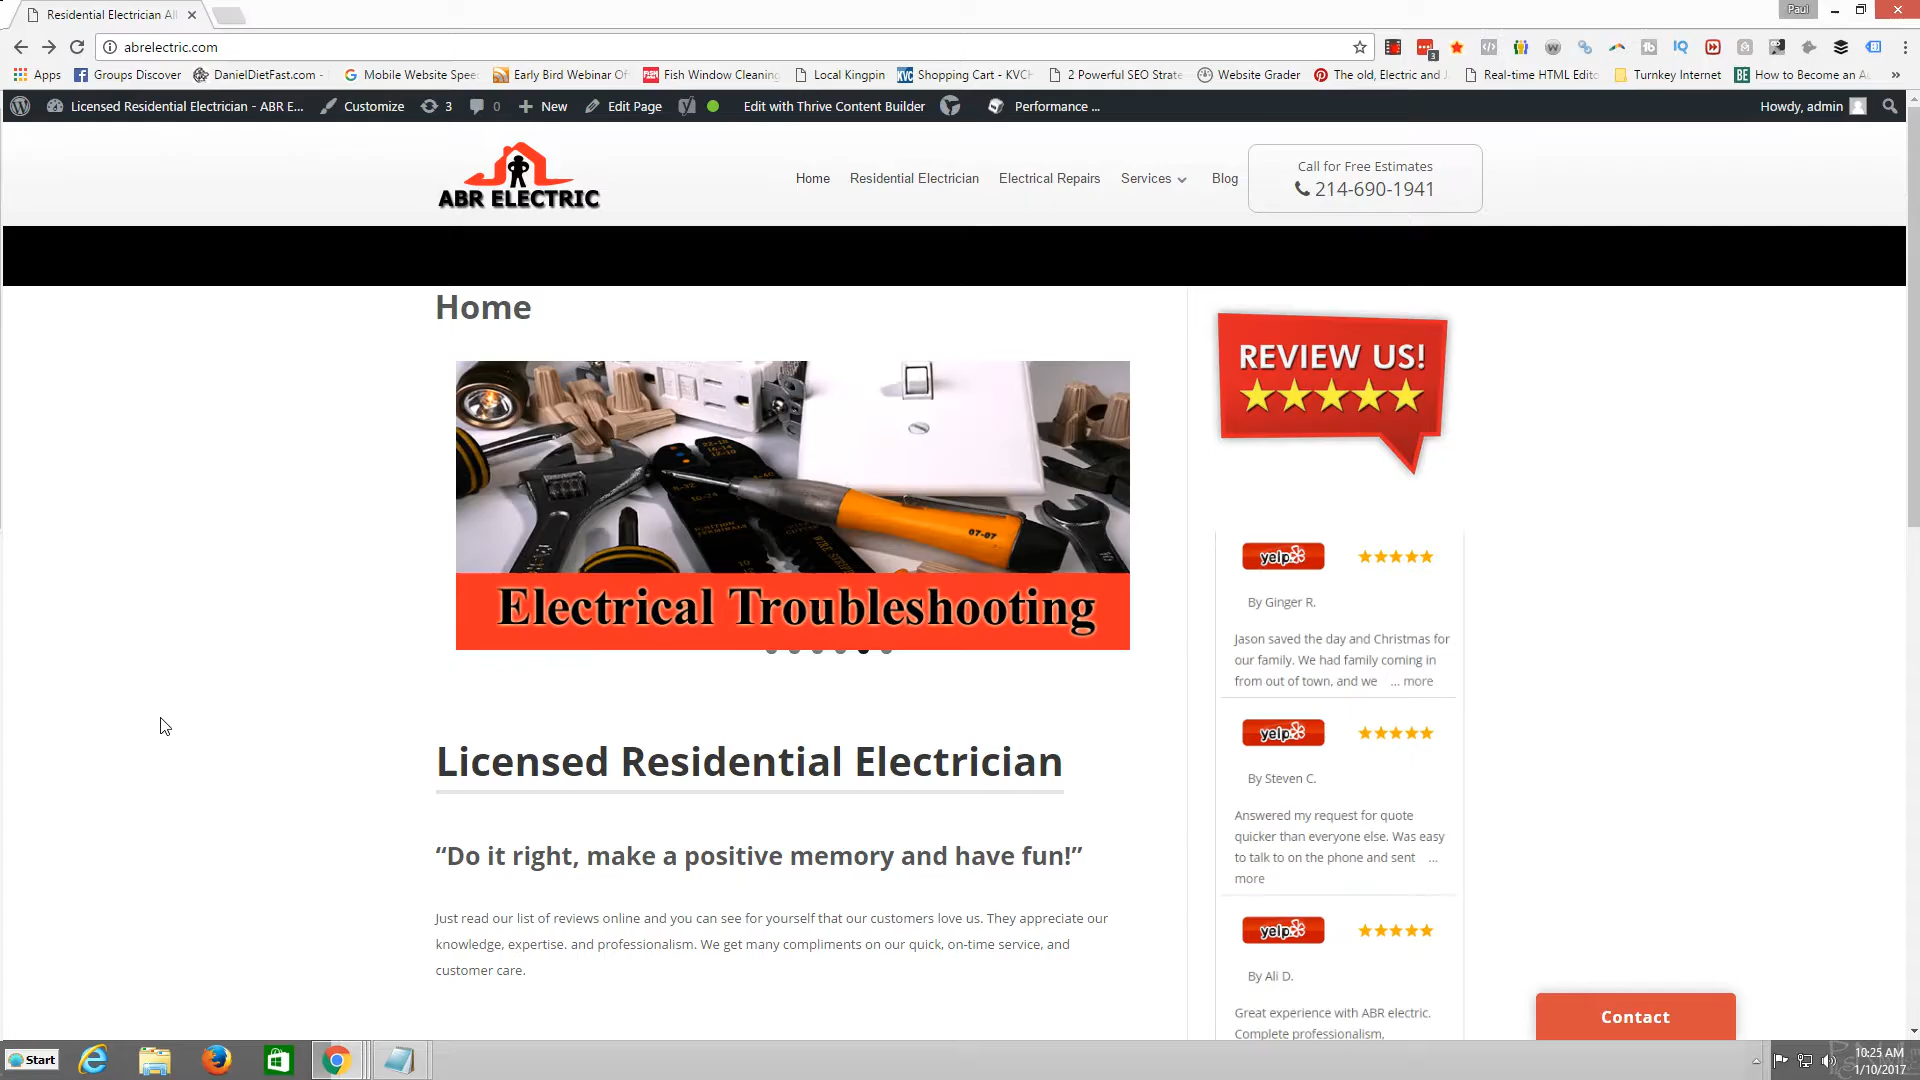 Residential Electrician All
Paul
abrelectric.com
3
Apps
Groups Discover
DanielDietFast.com -
Mobile Website Spee
Early Bird Webinar Of
Fish Window Cleaning
Local Kingpin
Shopping Cart - KVCH
2 Powerful SEO Strate
Website Grader
The old, Electric and
Real-time HTML Edito
Turnkey Internet
How to Become an
»
Licensed Residential Electrician - ABR E...
Customize
3
0
New
Edit Page
Edit with Thrive Content Builder
Performance ...
Howdy, admin
ABR ELECTRIC
Home
Residential Electrician
Electrical Repairs
Services
Blog
Call for Free Estimates
214-690-1941
Home
07-07
Electrical Troubleshooting
REVIEW US!
yelp
By Ginger R.
Jason saved the day and Christmas for
our family. We had family coming in
from out of town, and we ... more
yelp
By Steven C.
Answered my request for quote
quicker than everyone else. Was easy
to talk to on the phone and sent ...
more
yelp
By Ali D.
Great experience with ABR electric.
Complete professionalism,
Licensed Residential Electrician
“Do it right, make a positive memory and have fun!”
Just read our list of reviews online and you can see for yourself that our customers love us. They appreciate our
knowledge, expertise. and professionalism. We get many compliments on our quick, on-time service, and
customer care.
Contact
Start
10:25 AM
1/10/2017